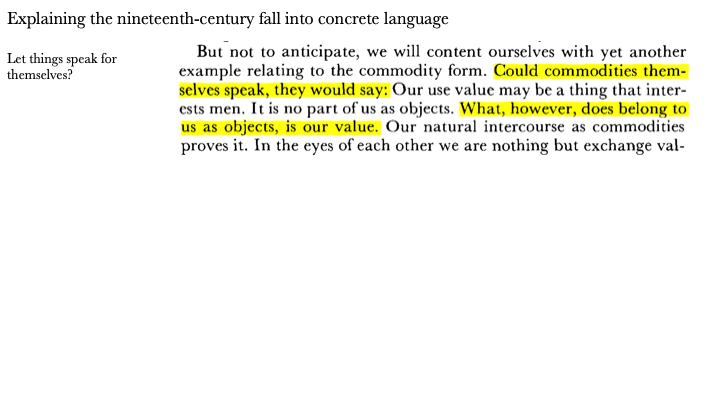 Explaining the nineteenth-century fall into concrete language
Let things speak for
themselves?
But not to anticipate, we will content ourselves with yet another
example relating to the commodity form. Could commodities them-
selves speak, they would say: Our use value may be a thing that inter-
ests men. It is no part of us as objects. What, however, does belong to
us as objects, is our value. Our natural intercourse as commodities
proves it. In the eyes of each other we are nothing but exchange val-